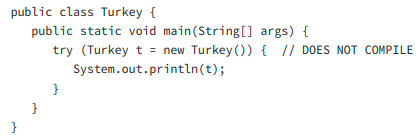 public class Turkey {
   public static void main(String[] args) {
      try (Turkey t = new Turkey()) {  // DOES NOT COMPILE
         System.out.println(t);
      }
   }
}